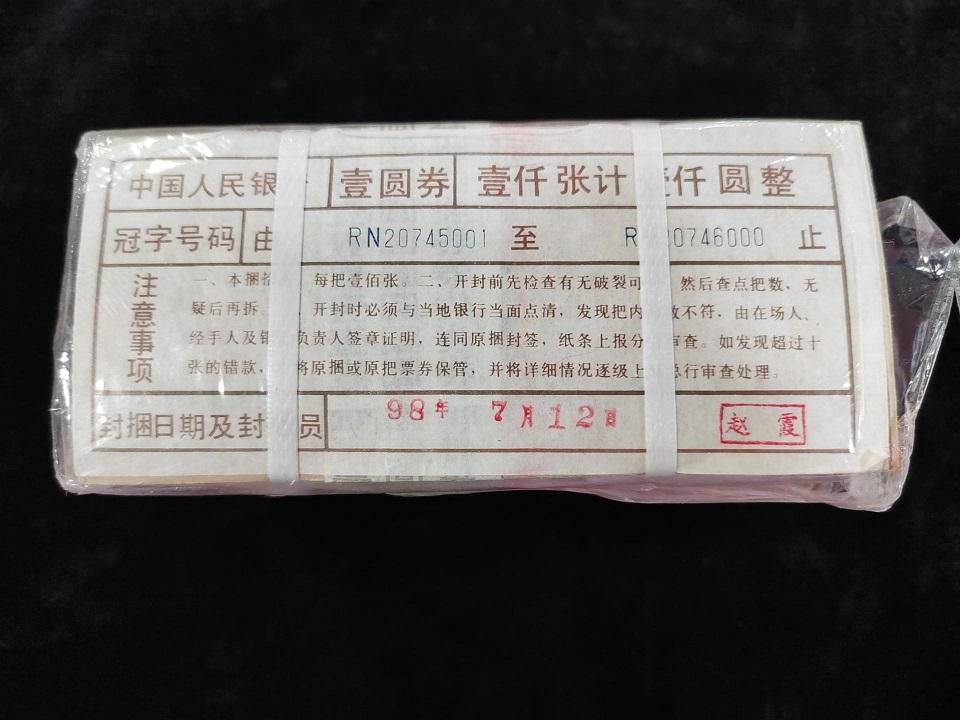 中国人民银 壹圆券 壹仟张计 仟圆整
冠字号码 由 RN20745001 至 R 0746000 止
注意事项
一、本捆 每把壹佰张。二、开封前先检查有无破裂可 然后查点把数，无
疑后再拆。 开封时必须与当地银行当面点清，发现把内 数不符，由在场人、
经手人及 负责人签章证明，连同原捆封签，纸条上报分 审查。如发现超过十
张的错款， 将原捆或原把票券保管，并将详细情况逐级上 总行审查处理。
封捆日期及封 员 98年 7月12日 赵霞